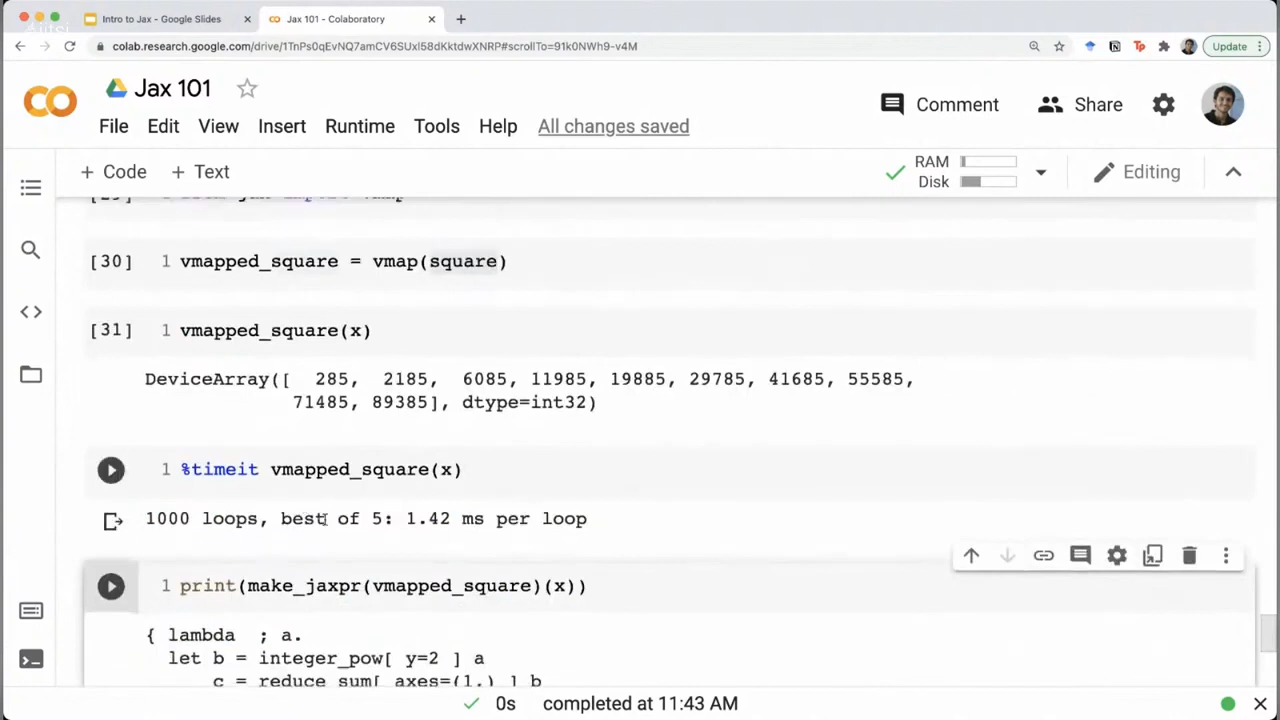 Intro to Jax - Google Slides
Jax 101 - Colaboratory
colab.research.google.com/drive/1TnPs0qEvNQ7amCV6SUxl58dKktdwXNRP#scrollTo=91k0NWh9-v4M
Update
Jax 101
Comment
Share
File Edit View Insert Runtime Tools Help All changes saved
+ Code + Text
RAM
Disk
Editing
[30] 1 vmapped_square = vmap(square)
[31] 1 vmapped_square(x)
DeviceArray([ 285, 2185, 6085, 11985, 19885, 29785, 41685, 55585,
71485, 89385], dtype=int32)
1 %timeit vmapped_square(x)
1000 loops, best of 5: 1.42 ms per loop
1 print(make_jaxpr(vmapped_square)(x))
{ lambda ; a.
let b = integer_pow[ y=2 ] a
c = reduce_sum[ axes=(1,) ] b
0s completed at 11:43 AM